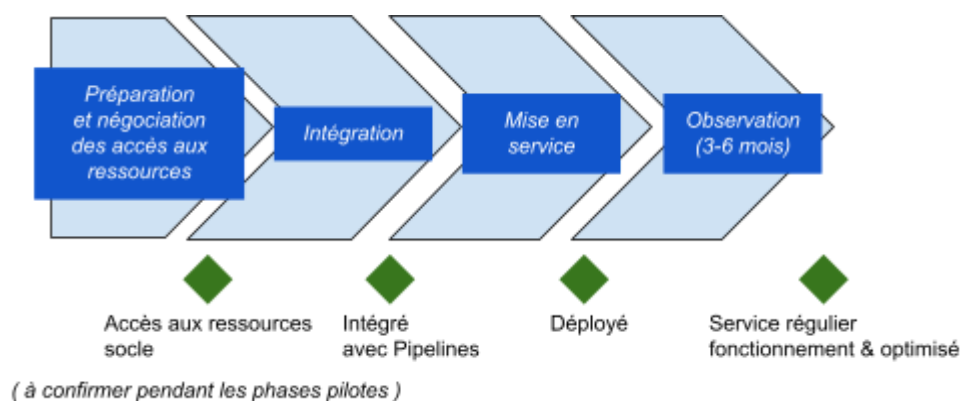 Préparation
et négociation
des accès aux
ressources
Intégration
Mise en
service
Observation
(3-6 mois)
Accès aux ressources
socle
Intégré
avec Pipelines
Déployé
Service régulier
fonctionnement & optimisé
( à confirmer pendant les phases pilotes )